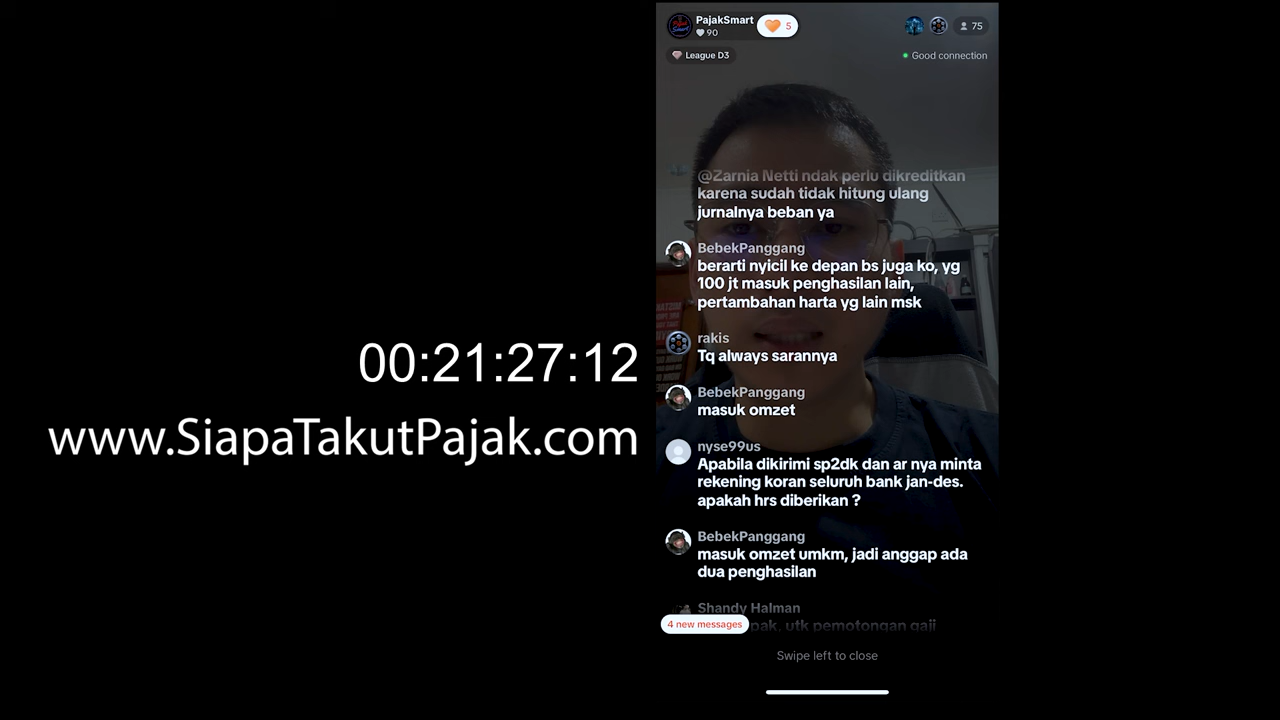 00:21:27:12
www.SiapaTakutPajak.com
PajakSmart
90
5
75
League D3
Good connection
@Zarnia Netti ndak perlu dikreditkan
karena sudah tidak hitung ulang
jurnalnya beban ya
BebekPanggang
berarti nyicil ke depan bs juga ko, yg
100 jt masuk penghasilan lain,
pertambahan harta yg lain msk
rakis
Tq always sarannya
BebekPanggang
masuk omzet
nyse99us
Apabila dikirimi sp2dk dan ar nya minta
rekening koran seluruh bank jan-des.
apakah hrs diberikan ?
BebekPanggang
masuk omzet umkm, jadi anggap ada
dua penghasilan
Shandy Halman
pak, utk pemotongan gaji
4 new messages
Swipe left to close